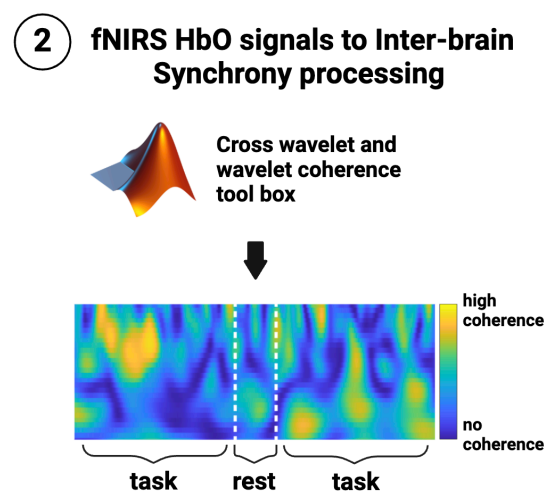 2
fNIRS HbO signals to Inter-brain
Synchrony processing
Cross wavelet and
wavelet coherence
tool box
high
coherence
no
coherence
task
rest
task